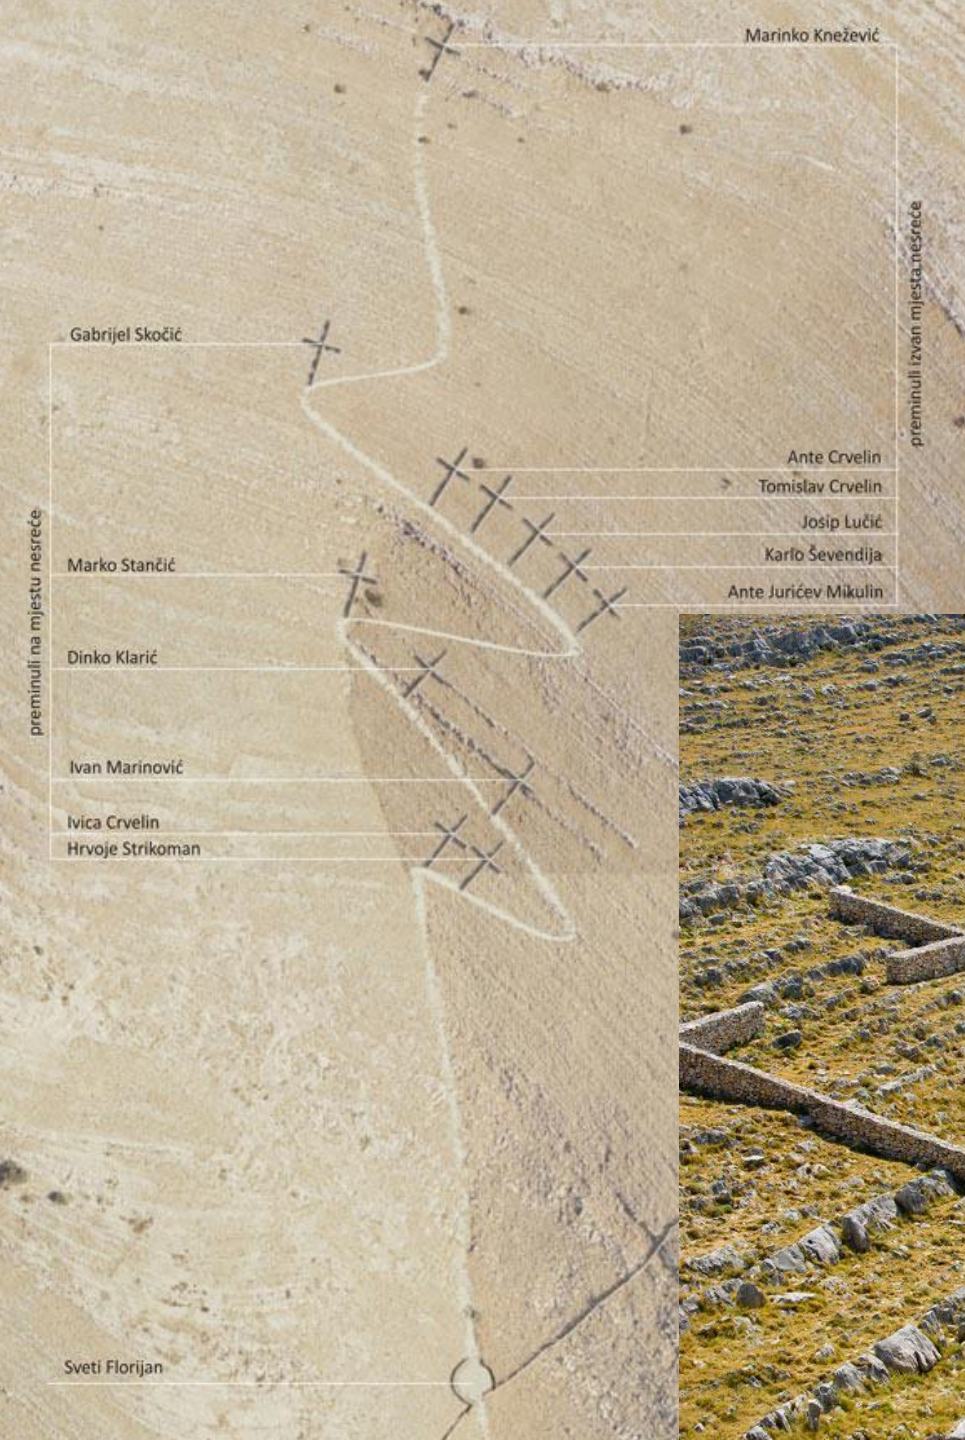 Marinko Knežević
preminuli izvan mjesta nesreće
Gabrijel Skočić
Ante Crvelin
Tomislav Crvelin
Josip Lučić
Karlo Ševendija
Ante Jurićev Mikulin
preminuli na mjestu nesreće
Marko Stančić
Dinko Klarić
Ivan Marinović
Ivica Crvelin
Hrvoje Strikoman
Sveti Florijan